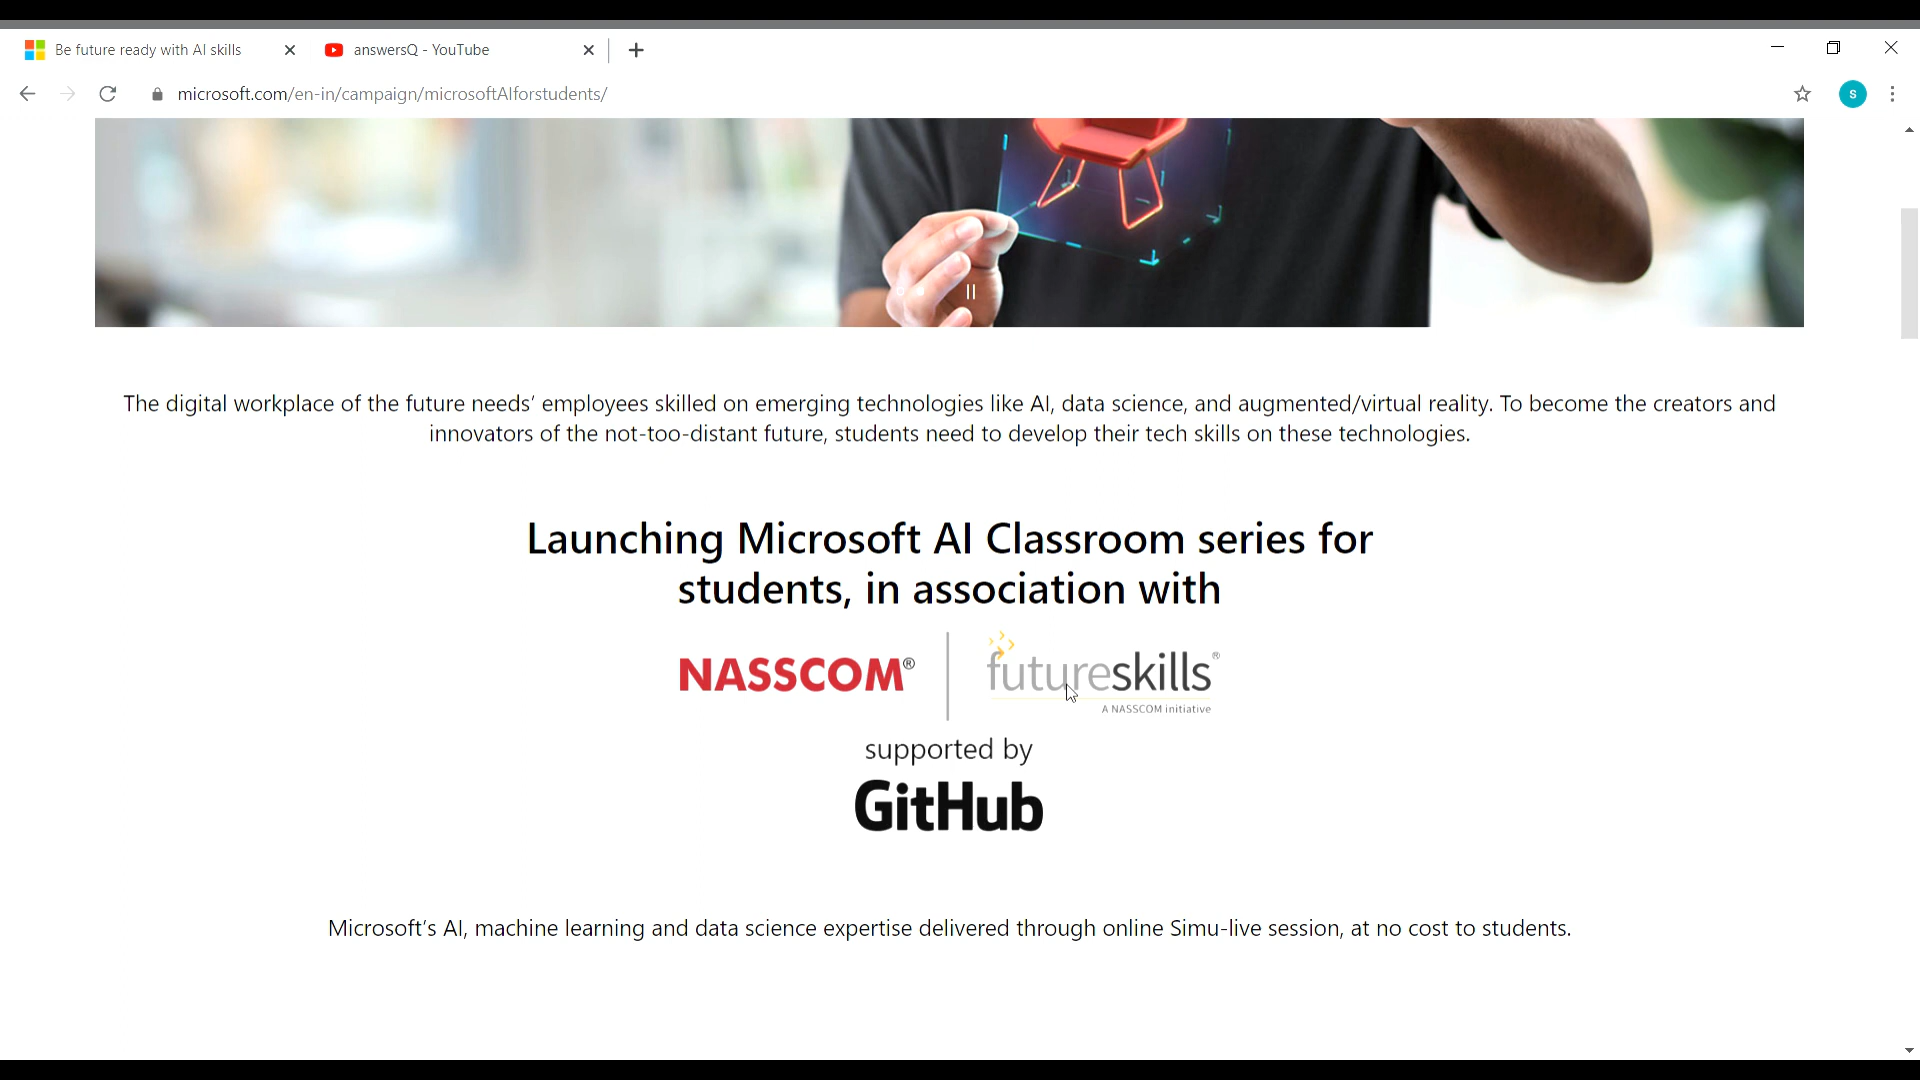 Be future ready with AI skills
answersQ - YouTube
microsoft.com/en-in/campaign/microsoftAIforstudents/
S
The digital workplace of the future needs’ employees skilled on emerging technologies like AI, data science, and augmented/virtual reality. To become the creators and
innovators of the not-too-distant future, students need to develop their tech skills on these technologies.
Launching Microsoft AI Classroom series for
students, in association with
NASSCOM®
futureskills®
A NASSCOM initiative
supported by
GitHub
Microsoft’s AI, machine learning and data science expertise delivered through online Simu-live session, at no cost to students.